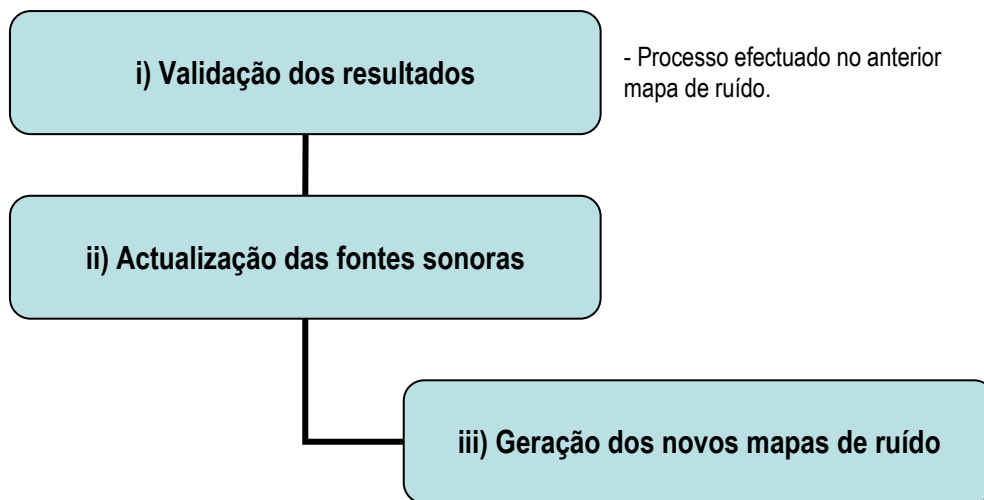 i) Validação dos resultados
- Processo efectuado no anterior
mapa de ruído.
ii) Actualização das fontes sonoras
iii) Geração dos novos mapas de ruído